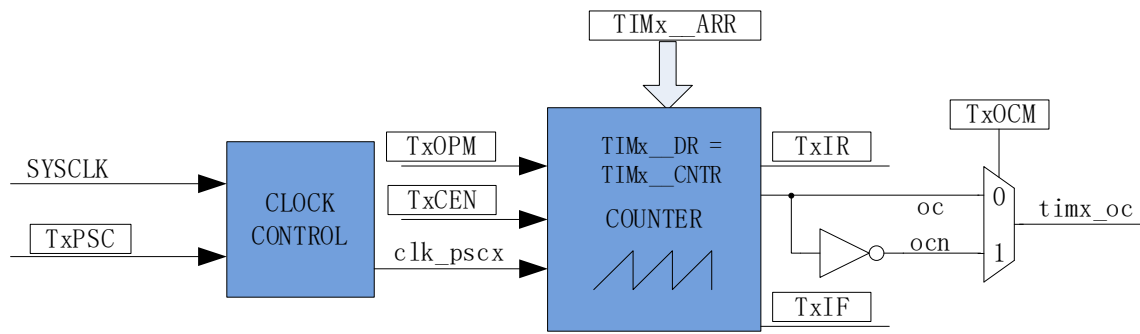 TIMx__ARR
SYSCLK
TxPSC
CLOCK
CONTROL
TxOPM
TxCEN
clk_pscx
TIMx__DR =
TIMx__CNTR
COUNTER
TxIR
TxIF
oc
ocn
TxOCM
0
1
timx_oc